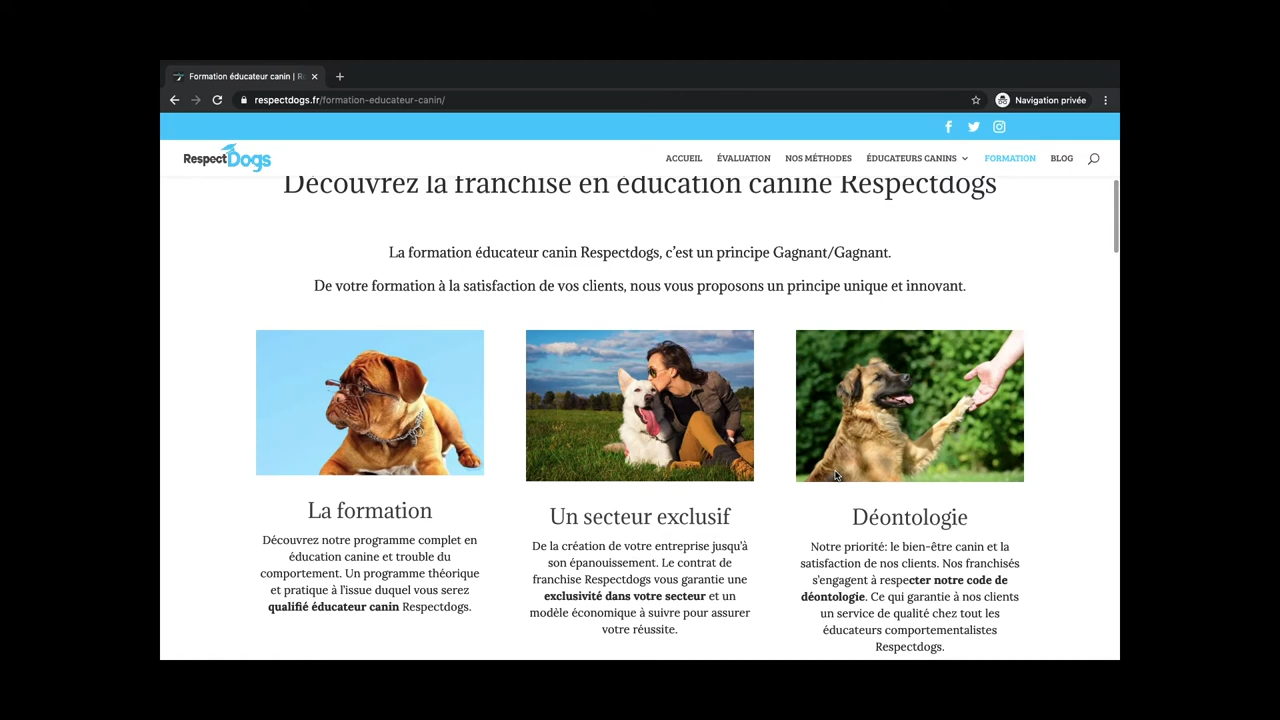 Formation éducateur canin | R
respectdogs.fr/formation-educateur-canin/
Navigation privée
RespectDogs
ACCUEIL
ÉVALUATION
NOS MÉTHODES
ÉDUCATEURS CANINS
FORMATION
BLOG
Découvrez la franchise en éducation canine Respectdogs
La formation éducateur canin Respectdogs, c’est un principe Gagnant/Gagnant.
De votre formation à la satisfaction de vos clients, nous vous proposons un principe unique et innovant.
La formation
Découvrez notre programme complet en
éducation canine et trouble du
comportement. Un programme théorique
et pratique à l’issue duquel vous serez
qualifié éducateur canin Respectdogs.
Un secteur exclusif
De la création de votre entreprise jusqu’à
son épanouissement. Le contrat de
franchise Respectdogs vous garantie une
exclusivité dans votre secteur et un
modèle économique à suivre pour assurer
votre réussite.
Déontologie
Notre priorité: le bien-être canin et la
satisfaction de nos clients. Nos franchisés
s’engagent à respecter notre code de
déontologie. Ce qui garantie à nos clients
un service de qualité chez tout les
éducateurs comportementalistes
Respectdogs.